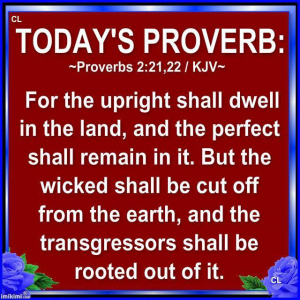 CL
TODAY'S PROVERB:
~Proverbs 2:21,22 / KJV~
For the upright shall dwell
in the land, and the perfect
shall remain in it. But the
wicked shall be cut off
from the earth, and the
transgressors shall be
rooted out of it.
CL
imikimi.com